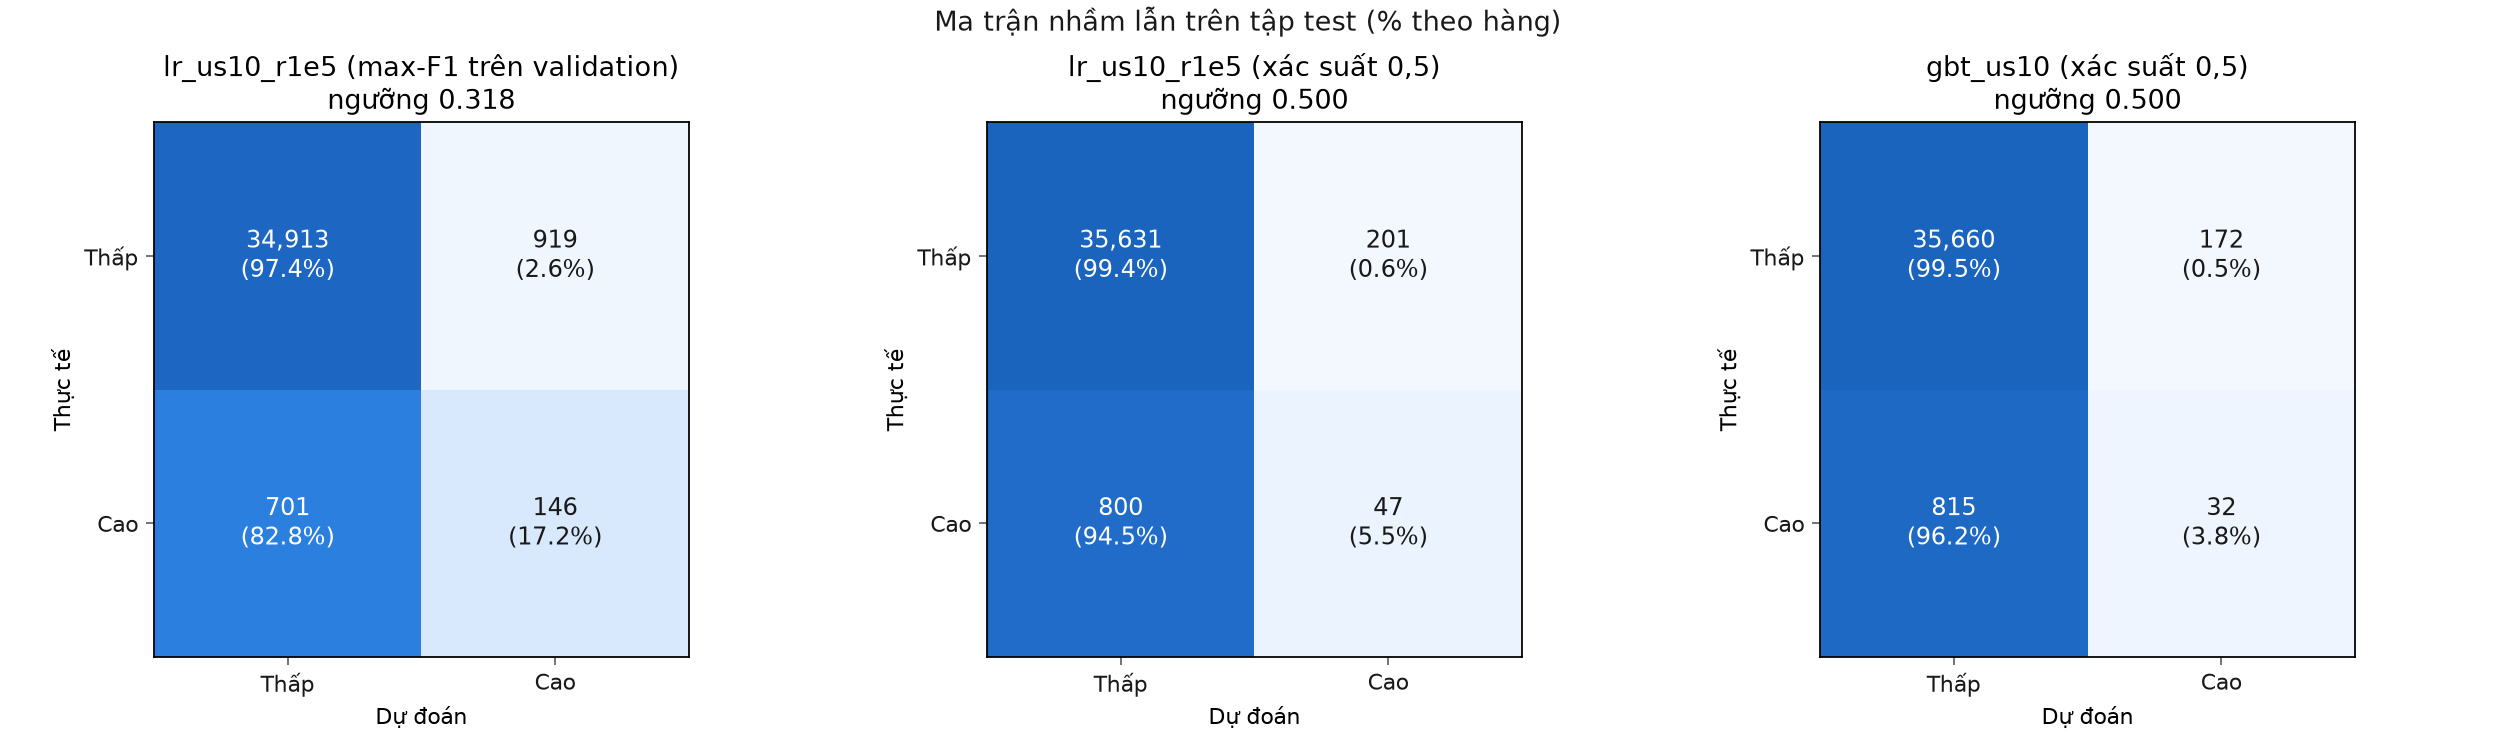 Ma trận nhầm lẫn trên tập test (% theo hàng)
lr_us10_r1e5 (max-F1 trên validation)
ngưỡng 0.318
Thực tế
Thấp
34,913
(97.4%)
919
(2.6%)
Cao
701
(82.8%)
146
(17.2%)
Thấp
Cao
Dự đoán
lr_us10_r1e5 (xác suất 0,5)
ngưỡng 0.500
Thực tế
Thấp
35,631
(99.4%)
201
(0.6%)
Cao
800
(94.5%)
47
(5.5%)
Thấp
Cao
Dự đoán
gbt_us10 (xác suất 0,5)
ngưỡng 0.500
Thực tế
Thấp
35,660
(99.5%)
172
(0.5%)
Cao
815
(96.2%)
32
(3.8%)
Thấp
Cao
Dự đoán